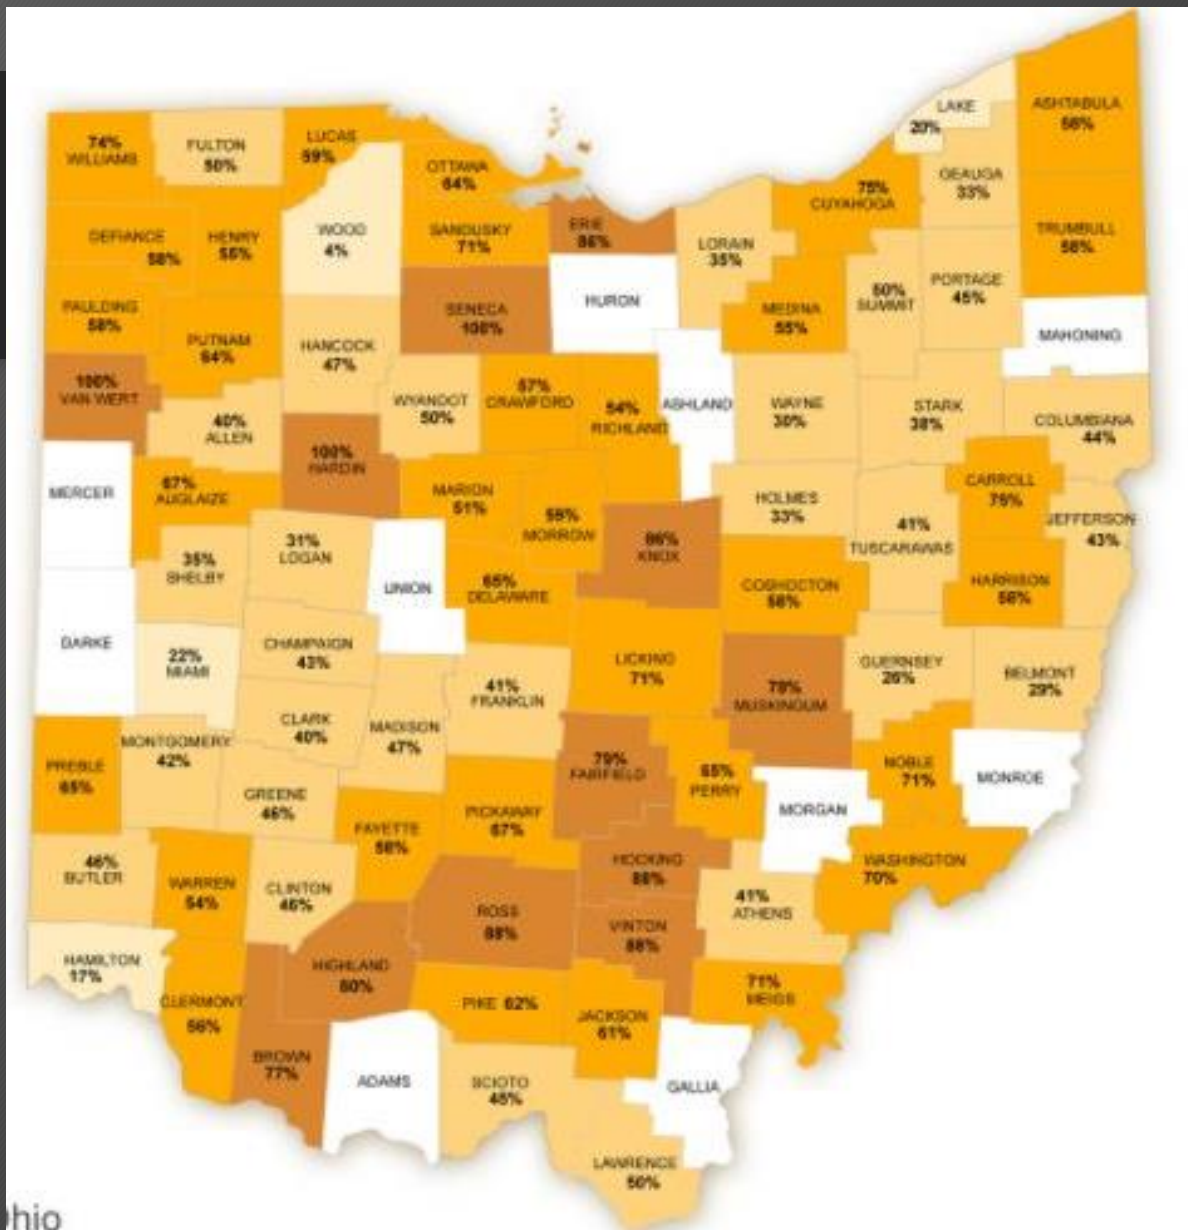 LAKE
20%
ASHTABULA
56%
74%
WILLIAMS
FULTON
50%
LUCAS
59%
OTTAWA
64%
GEAUGA
33%
75%
CUYAHOGA
DEFIANCE
58%
HENRY
55%
WOOD
4%
SANDUSKY
71%
ERIE
86%
LORAIN
35%
TRUMBULL
58%
PAULDING
58%
PUTNAM
64%
HANCOCK
47%
SENECA
100%
HURON
MEDINA
55%
50%
SUMMIT
PORTAGE
45%
MAHONING
100%
VAN WERT
40%
ALLEN
WYANDOT
50%
57%
CRAWFORD
54%
RICHLAND
ASHLAND
WAYNE
30%
STARK
38%
COLUMBIANA
44%
100%
HARDIN
MERCER
67%
AUGLAIZE
MARION
51%
MORROW
KNOX
HOLMES
33%
41%
TUSCARAWAS
CARROLL
75%
JEFFERSON
43%
35%
SHELBY
31%
LOGAN
UNION
65%
DELAWARE
COSHOCTON
58%
HARRISON
58%
DARKE
22%
MIAMI
CHAMPAIGN
43%
LICKING
71%
MUSKINGUM
GUERNSEY
26%
BELMONT
29%
41%
FRANKLIN
CLARK
40%
MADISON
47%
MONTGOMERY
42%
PREBLE
65%
GREENE
46%
79%
FAIRFIELD
65%
PERRY
NOBLE
71%
MONROE
MORGAN
FAYETTE
56%
PICKAWAY
67%
46%
BUTLER
WARREN
54%
CLINTON
46%
HOCKING
88%
WASHINGTON
70%
ROSS
88%
VINTON
88%
41%
ATHENS
HAMILTON
17%
HIGHLAND
80%
CLERMONT
56%
PIKE 62%
JACKSON
61%
71%
MEIGS
BROWN
77%
ADAMS
SCIOTO
45%
GALLIA
LAWRENCE
50%
hio